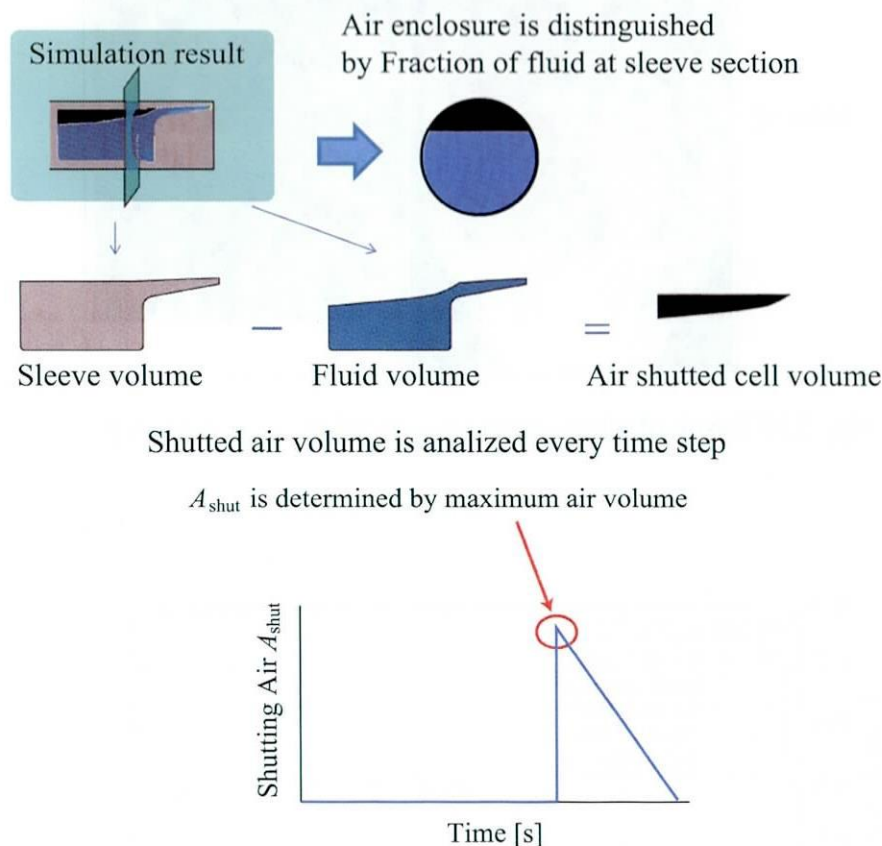 Simulation result
Air enclosure is distinguished
by Fraction of fluid at sleeve section
Sleeve volume
Fluid volume
Air shutted cell volume
−
=
Shutted air volume is analized every time step
A shut is determined by maximum air volume
Shutting Air A shut
Time [s]